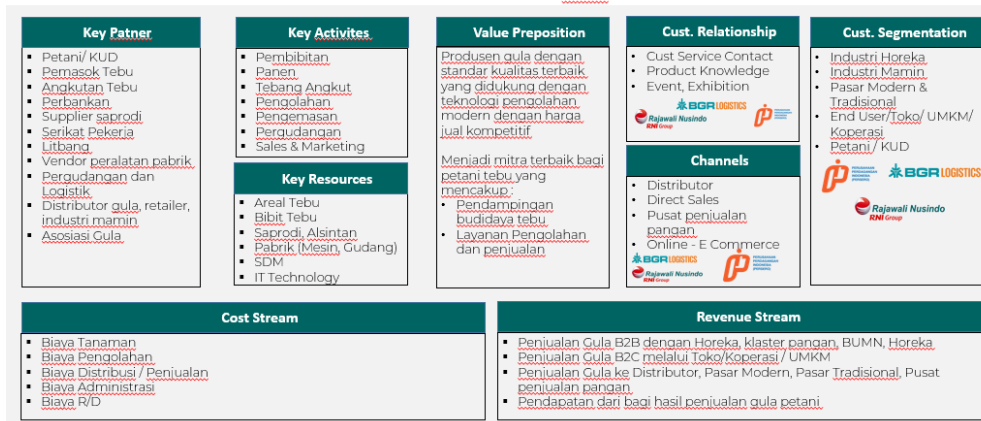 Key Patner
Petani/ KUD
Pemasok Tebu
Angkutan Tebu
Perbankan
Supplier saprodi
Serikat Pekerja
Litbang
Vendor peralatan pabrik
Pergudangan dan
Logistik
Distributor gula, retailer,
industri mamin
Asosiasi Gula
Key Activites
Pembibitan
Panen
Tebang Angkut
Pengolahan
Pengemasan
Pergudangan
Sales & Marketing
Key Resources
Areal Tebu
Bibit Tebu
Saprodi, Alsintan
Pabrik (Mesin, Gudang)
SDM
IT Technology
Value Preposition
Produsen gula dengan
standar kualitas terbaik
yang didukung dengan
teknologi pengolahan
modern dengan harga
jual kompetitif
Menjadi mitra terbaik bagi
petani tebu yang
mencakup :
Pendampingan
budidaya tebu
Layanan Pengolahan
dan penjualan
Cust. Relationship
Cust Service Contact
Product Knowledge
Event, Exhibition
BGR LOGISTICS
Rajawali Nusindo
RNI Group
Channels
Distributor
Direct Sales
Pusat penjualan
pangan
Online - E Commerce
BGR LOGISTICS
Rajawali Nusindo
RNI Group
Cust. Segmentation
Industri Horeka
Industri Mamin
Pasar Modern &
Tradisional
End User/Toko/ UMKM/
Koperasi
Petani / KUD
BGR LOGISTICS
Rajawali Nusindo
RNI Group
Cost Stream
Biaya Tanaman
Biaya Pengolahan
Biaya Distribusi / Penjualan
Biaya Administrasi
Biaya R/D
Revenue Stream
Penjualan Gula B2B dengan Horeka, klaster pangan, BUMN, Horeka
Penjualan Gula B2C melalui Toko/Koperasi / UMKM
Penjualan Gula ke Distributor, Pasar Modern, Pasar Tradisional, Pusat
penjualan pangan
Pendapatan dari bagi hasil penjualan gula petani